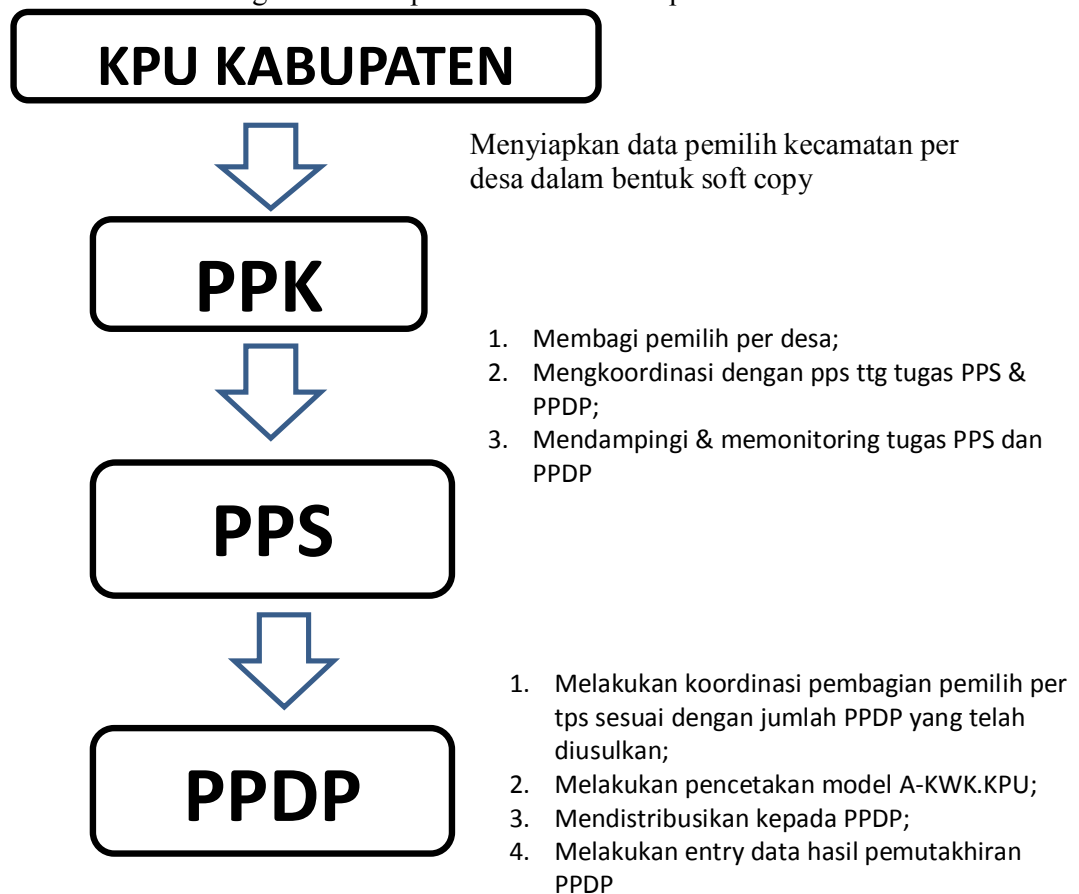 KPU KABUPATEN
Menyiapkan data pemilih kecamatan per
desa dalam bentuk soft copy
PPK
1. Membagi pemilih per desa;
2. Mengkoordinasi dengan pps ttg tugas PPS &
PPDP;
3. Mendampingi & memonitoring tugas PPS dan
PPDP
PPS
1. Melakukan koordinasi pembagian pemilih per
tps sesuai dengan jumlah PPDP yang telah
diusulkan;
2. Melakukan pencetakan model A-KWK.KPU;
3. Mendistribusikan kepada PPDP;
4. Melakukan entry data hasil pemutakhiran
PPDP
PPDP